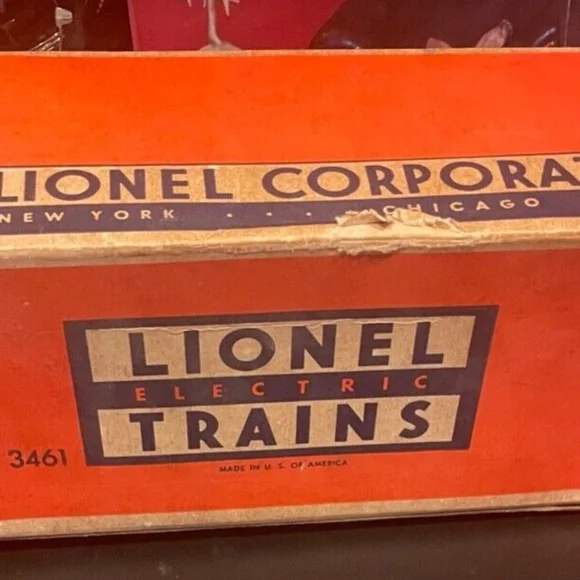 LIONEL CORPORAT
NEW YORK . . . CHICAGO
LIONEL
ELECTRIC
TRAINS
3461
MADE IN U. S. OF AMERICA